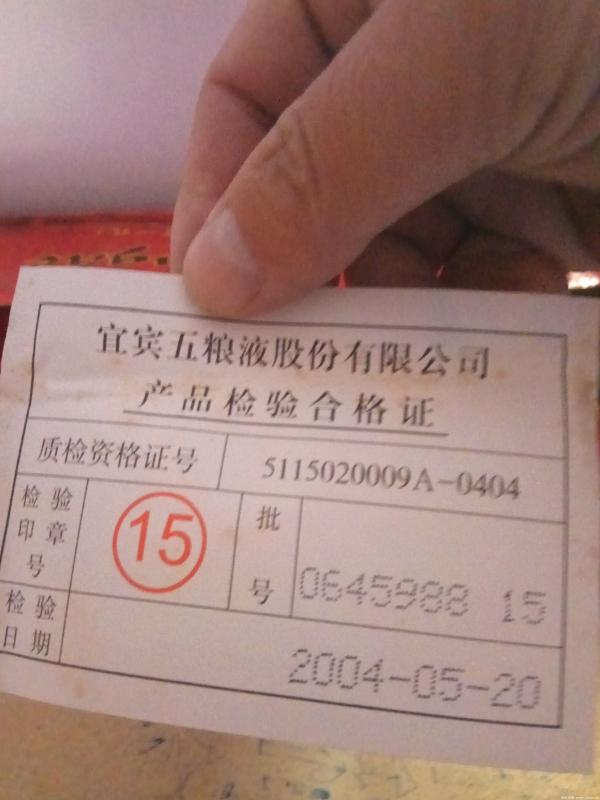 宜宾五粮液股份有限公司
产品检验合格证
质检资格证号 5115020009A-0404
检验印章号 15 批号 0645988 15
检验日期 2004-05-20